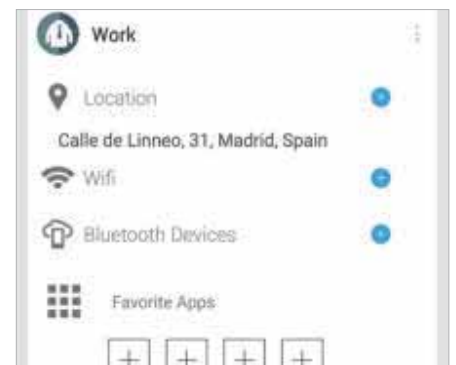 Work
Location
Calle de Linneo, 31, Madrid, Spain
Wifi
Bluetooth Devices
Favorite Apps